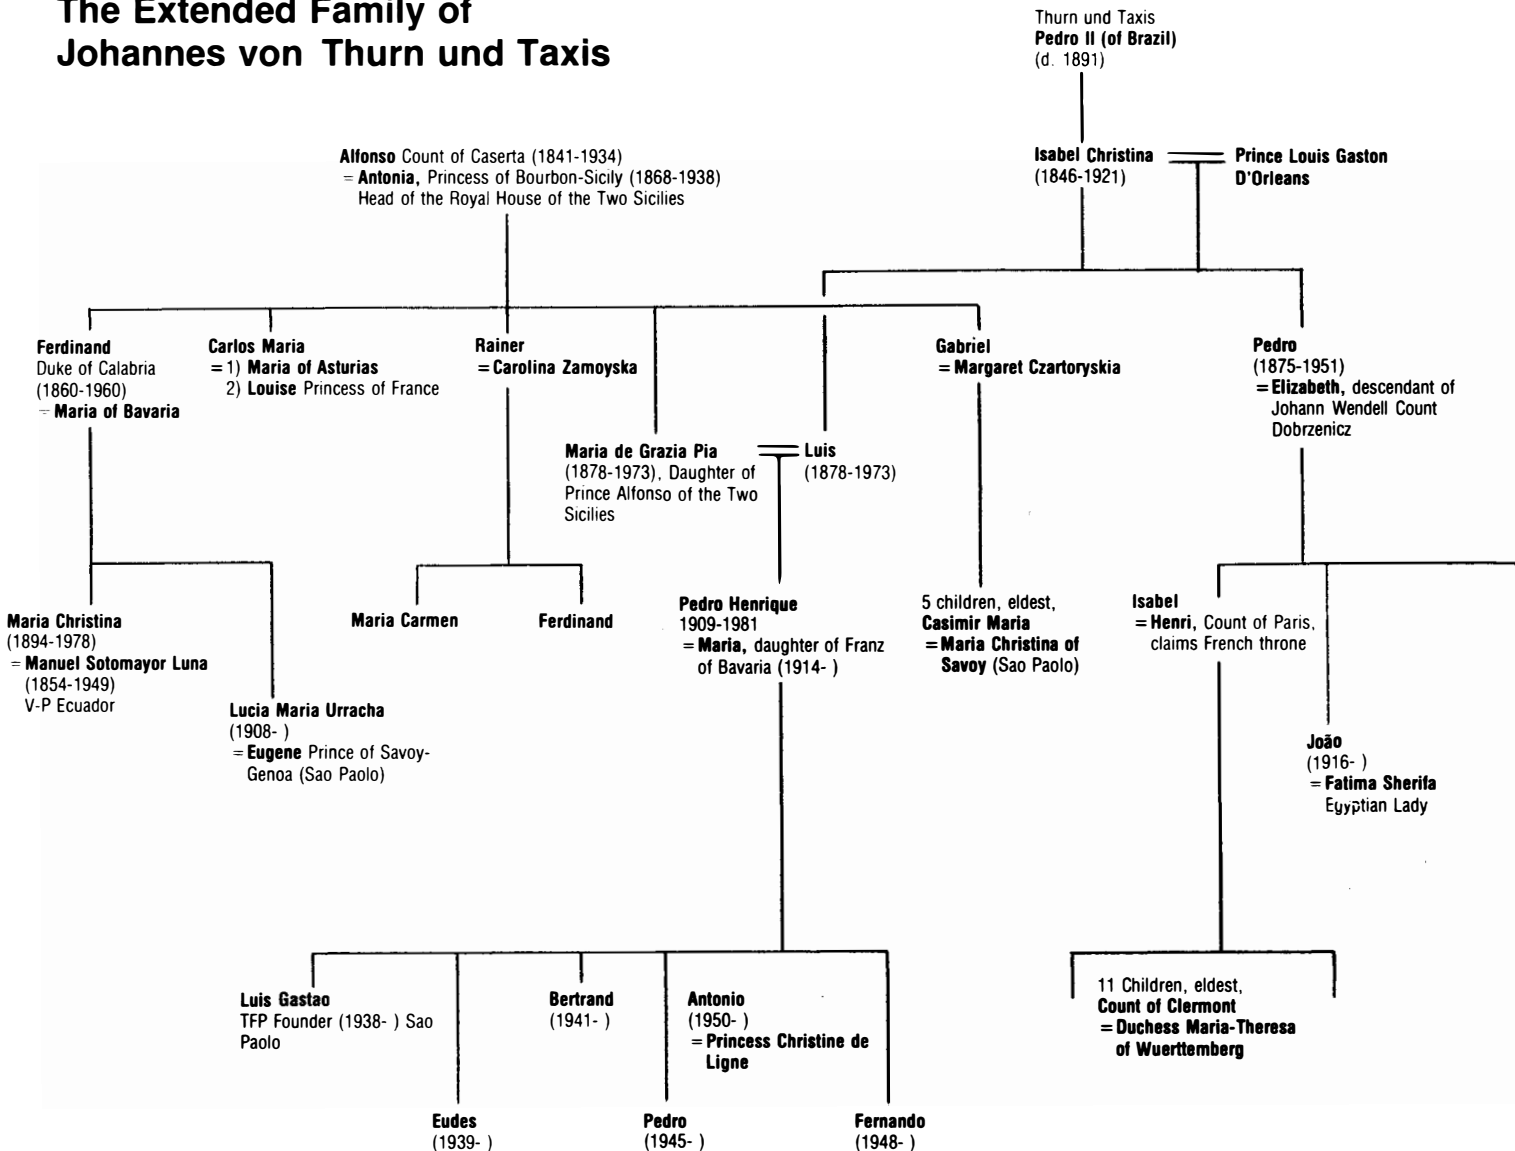 The Extended Family of
Johannes von Thurn und Taxis
Thurn und Taxis
Pedro II (of Brazil)
(d. 1891)
Alfonso Count of Caserta (1841-1934)
= Antonia, Princess of Bourbon-Sicily (1868-1938)
Head of the Royal House of the Two Sicilies
Isabel Christina
(1846-1921)
Prince Louis Gaston
D'Orleans
Ferdinand
Duke of Calabria
(1860-1960)
= Maria of Bavaria
Carlos Maria
= 1) Maria of Asturias
2) Louise Princess of France
Rainer
= Carolina Zamoyska
Gabriel
= Margaret Czartoryskia
Pedro
(1875-1951)
= Elizabeth, descendant of
Johann Wendell Count
Dobrzenicz
Maria de Grazia Pia
(1878-1973), Daughter of
Prince Alfonso of the Two
Sicilies
Luis
(1878-1973)
Maria Christina
(1894-1978)
= Manuel Sotomayor Luna
(1854-1949)
V-P Ecuador
Lucia Maria Urracha
(1908- )
= Eugene Prince of Savoy-
Genoa (Sao Paolo)
Maria Carmen
Ferdinand
Pedro Henrique
1909-1981
= Maria, daughter of Franz
of Bavaria (1914- )
5 children, eldest,
Casimir Maria
= Maria Christina of
Savoy (Sao Paolo)
Isabel
= Henri, Count of Paris,
claims French throne
João
(1916- )
= Fatima Sherifa
Egyptian Lady
Luis Gastao
TFP Founder (1938- ) Sao
Paolo
Bertrand
(1941- )
Antonio
(1950- )
= Princess Christine de
Ligne
11 Children, eldest,
Count of Clermont
= Duchess Maria-Theresa
of Wuerttemberg
Eudes
(1939- )
Pedro
(1945- )
Fernando
(1948- )